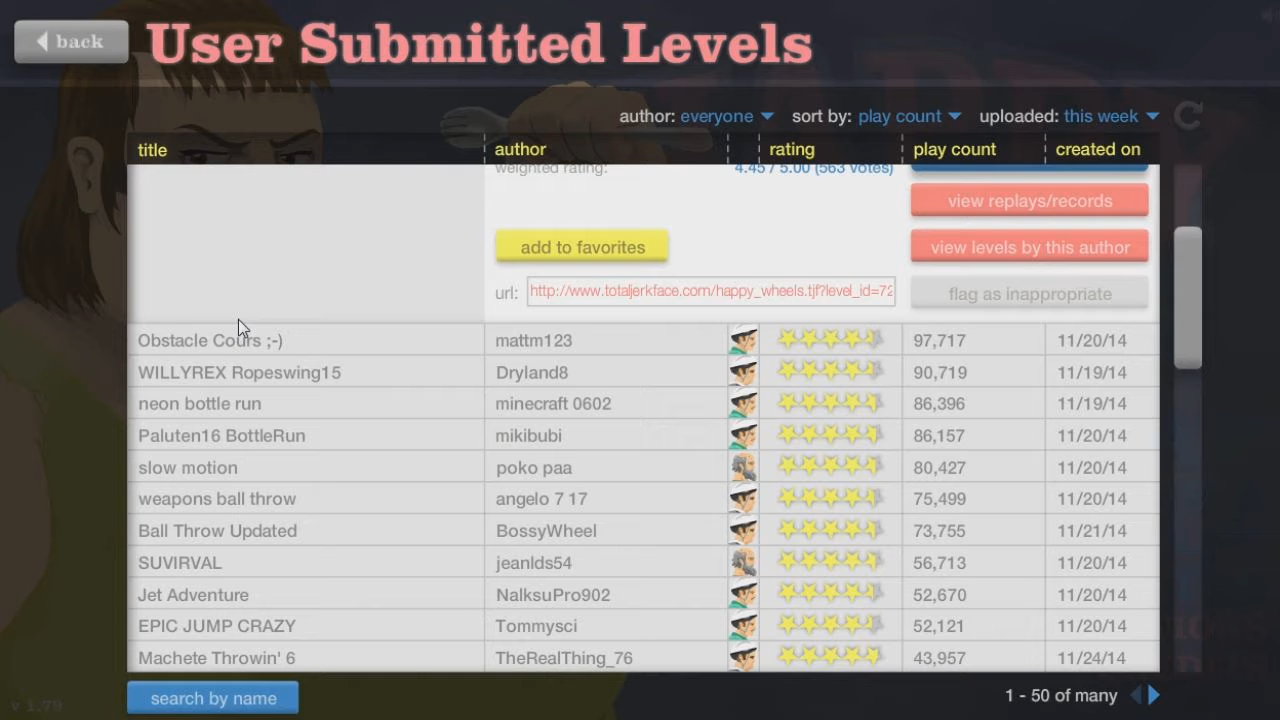 back
User Submitted Levels
author: everyone sort by: play count uploaded: this week
title author rating play count created on
weighted rating: 4.45 / 5.00 (563 votes)
view replays/records
add to favorites view levels by this author
url: http://www.totaljerkface.com/happy_wheels.tjf?level_id=72 flag as inappropriate
Obstacle Cours ;-) mattm123 97,717 11/20/14
WILLYREX Ropeswing15 Dryland8 90,719 11/19/14
neon bottle run minecraft 0602 86,396 11/19/14
Paluten16 BottleRun mikibubi 86,157 11/20/14
slow motion poko paa 80,427 11/20/14
weapons ball throw angelo 7 17 75,499 11/20/14
Ball Throw Updated BossyWheel 73,755 11/21/14
SUVIRVAL jeanlds54 56,713 11/20/14
Jet Adventure NalksuPro902 52,670 11/20/14
EPIC JUMP CRAZY Tommysci 52,121 11/20/14
Machete Throwin' 6 TheRealThing_76 43,957 11/24/14
search by name 1 - 50 of many
v 1.79